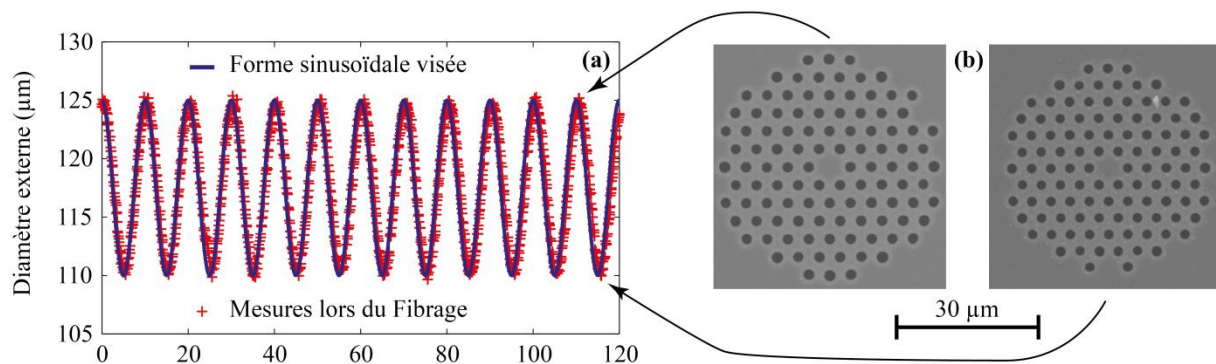 130
125
120
115
110
105
Diamètre externe (µm)
Forme sinusoïdale visée
(a)
Mesures lors du Fibrage
0 20 40 60 80 100 120
(b)
30 µm